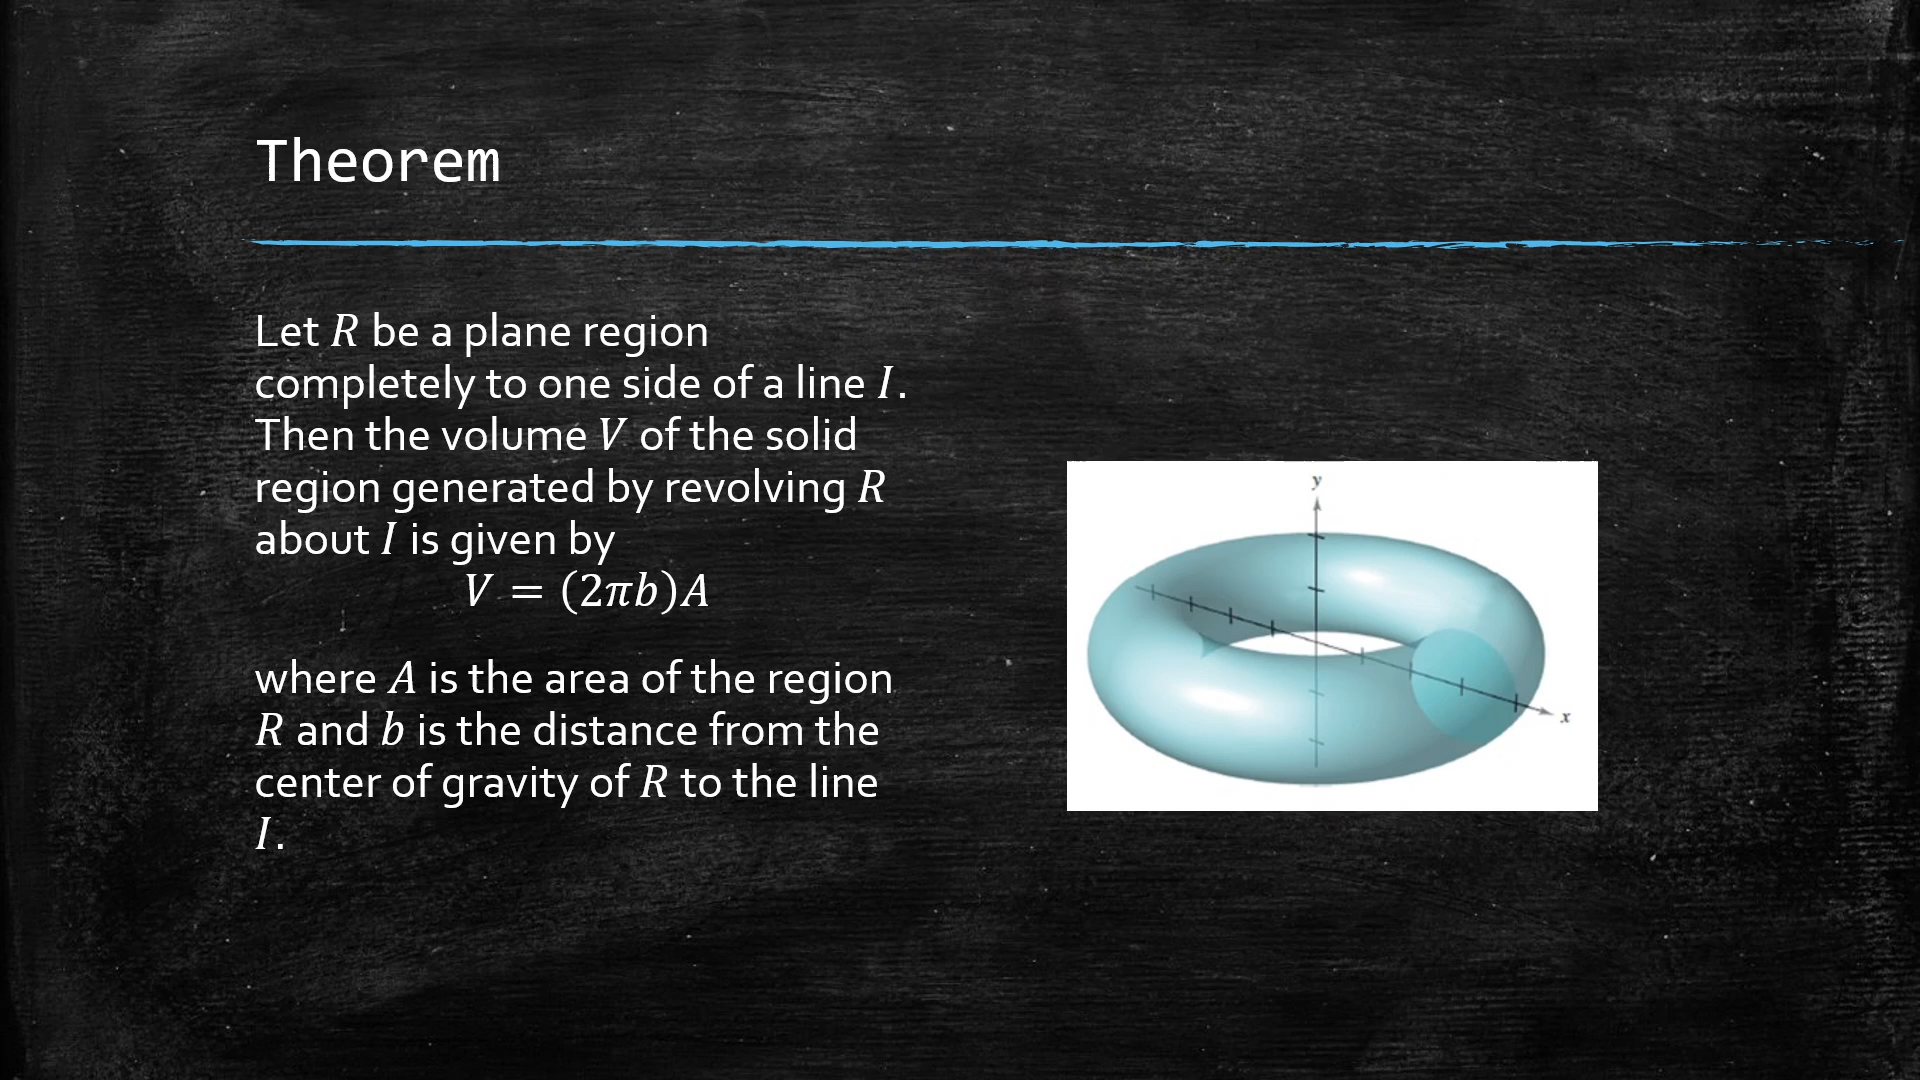 Theorem
Let R be a plane region
completely to one side of a line I.
Then the volume V of the solid
region generated by revolving R
about I is given by
V = (2πb)A
where A is the area of the region
R and b is the distance from the
center of gravity of R to the line
I.
y
x